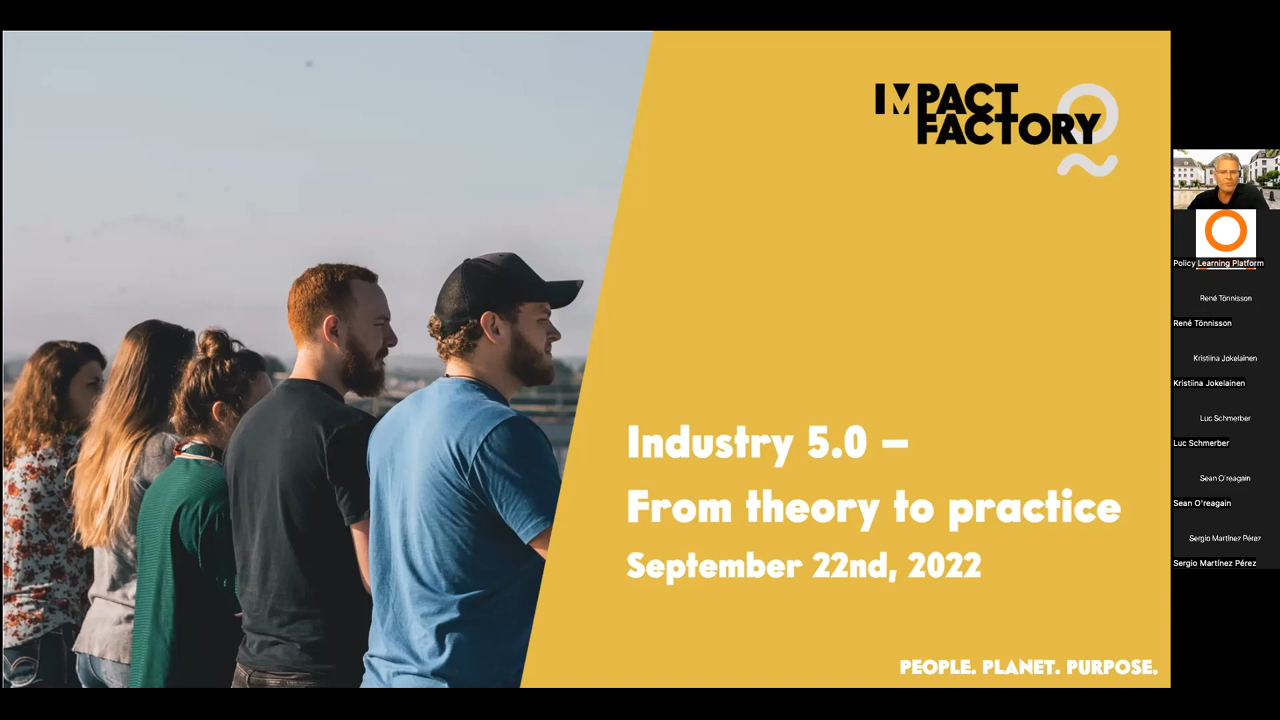 IMPACT
FACTORY
Industry 5.0 –
From theory to practice
September 22nd, 2022
PEOPLE. PLANET. PURPOSE.
Policy Learning Platform
René Tönnisson
René Tönnisson
Kristiina Jokelainen
Kristiina Jokelainen
Luc Schmerber
Luc Schmerber
Sean O'reagain
Sean O'reagain
Sergio Martínez Pérez
Sergio Martínez Pérez